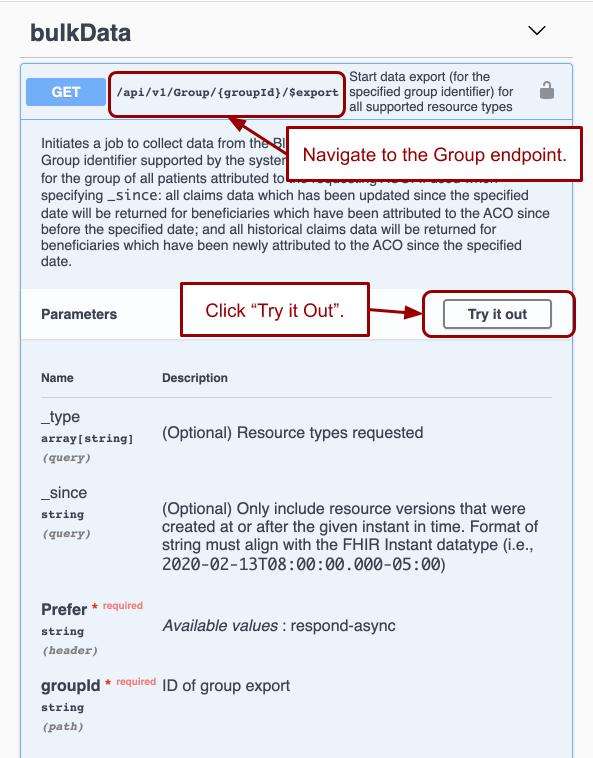 bulkData
GET /api/v1/Group/{groupId}/$export
Start data export (for the
specified group identifier) for
all supported resource types
Navigate to the Group endpoint.
Initiates a job to collect data from the
Group identifier supported by the
for the group of all patients attributed to
specifying _since: all claims data which has been updated since the specified
date will be returned for beneficiaries which have been attributed to the ACO since
before the specified date; and all historical claims data will be returned for
beneficiaries which have been newly attributed to the ACO since the specified
date.
Parameters
Click “Try it Out”.
Try it out
Name Description
_type
array[string]
(query)
(Optional) Resource types requested
_since
string
(query)
(Optional) Only include resource versions that were
created at or after the given instant in time. Format of
string must align with the FHIR Instant datatype (i.e.,
2020-02-13T08:00:00.000-05:00)
Prefer * required
string
(header)
Available values : respond-async
groupId * required
string
(path)
ID of group export